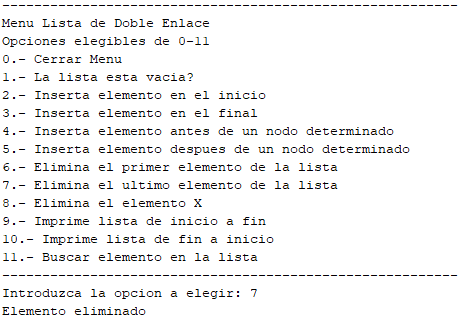 ----------------------------------------------------------
Menu Lista de Doble Enlace
Opciones elegibles de 0-11
0.- Cerrar Menu
1.- La lista esta vacia?
2.- Inserta elemento en el inicio
3.- Inserta elemento en el final
4.- Inserta elemento antes de un nodo determinado
5.- Inserta elemento despues de un nodo determinado
6.- Elimina el primer elemento de la lista
7.- Elimina el ultimo elemento de la lista
8.- Elimina el elemento X
9.- Imprime lista de inicio a fin
10.- Imprime lista de fin a inicio
11.- Buscar elemento en la lista
----------------------------------------------------------
Introduzca la opcion a elegir: 7
Elemento eliminado